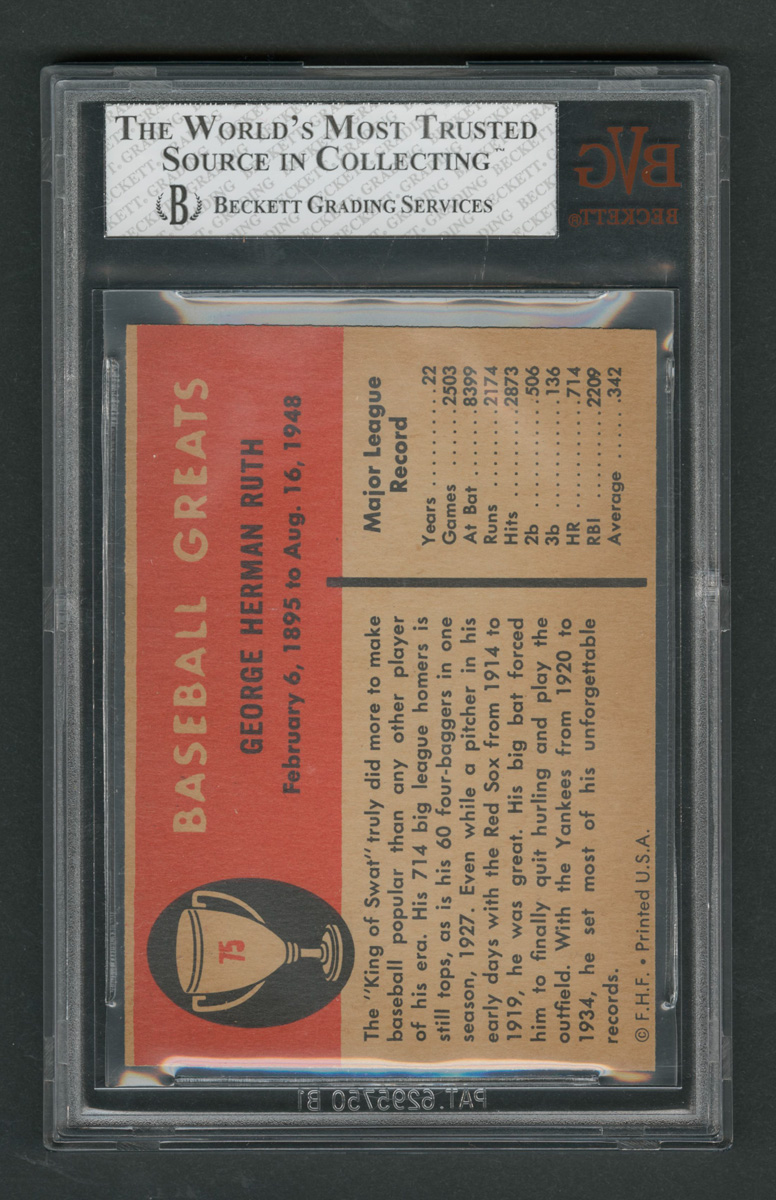 THE WORLD'S MOST TRUSTED
SOURCE IN COLLECTING™
B BECKETT GRADING SERVICES
BVG
BECKETT®
BASEBALL GREATS
GEORGE HERMAN RUTH
February 6, 1895 to Aug. 16, 1948
75
The "King of Swat" truly did more to make
baseball popular than any other player
of his era. His 714 big league homers is
still tops, as is his 60 four-baggers in one
season, 1927. Even while a pitcher in his
early days with the Red Sox from 1914 to
1919, he was great. His big bat forced
him to finally quit hurling and play the
outfield. With the Yankees from 1920 to
1934, he set most of his unforgettable
records.
© F.H.F. • Printed U.S.A.
Major League
Record
Years ..........22
Games ......2503
At Bat ......8399
Runs ........2174
Hits ..........2873
2b ............506
3b ............136
HR ............714
RBI ..........2209
Average ......342
PAT.6295750 B1